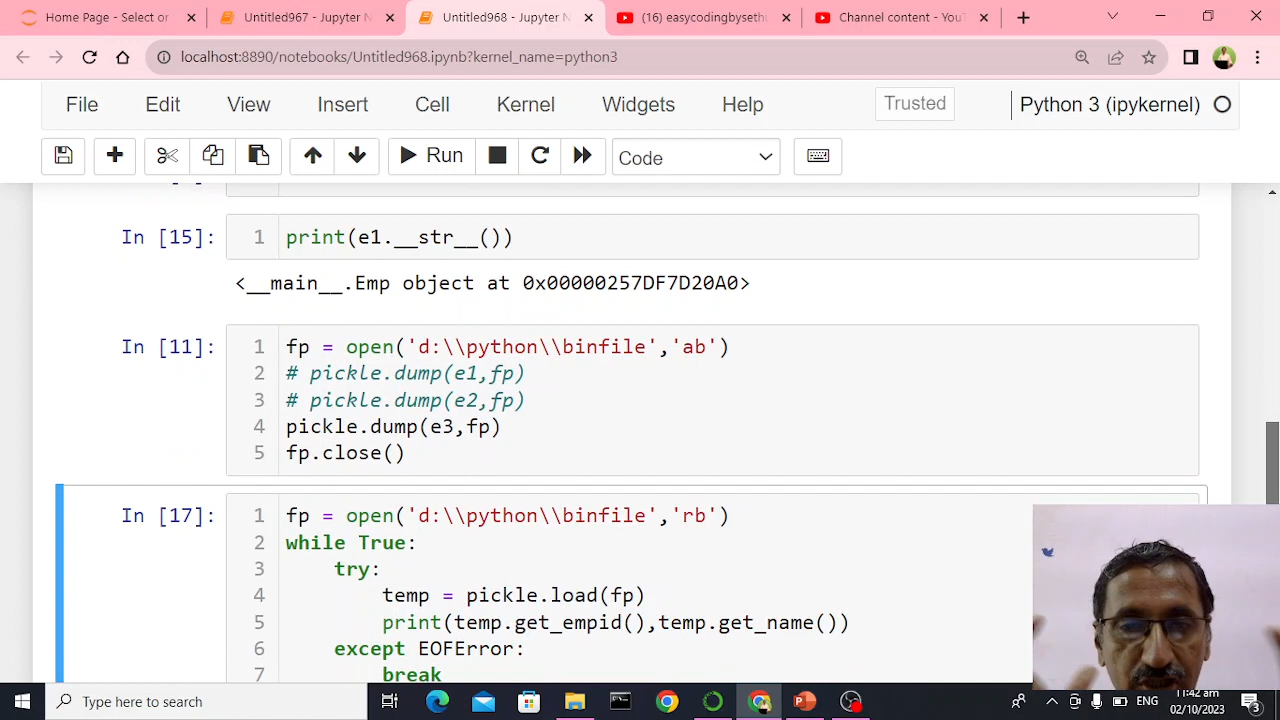 Home Page - Select or
Untitled967 - Jupyter N
Untitled968 - Jupyter N
(16) easycodingbysethu
Channel content - YouT
localhost:8890/notebooks/Untitled968.ipynb?kernel_name=python3
File Edit View Insert Cell Kernel Widgets Help Trusted Python 3 (ipykernel)
Run Code
In [15]: 1 print(e1.__str__())
<__main__.Emp object at 0x00000257DF7D20A0>
In [11]: 1 fp = open('d:\\python\\binfile','ab')
2 # pickle.dump(e1,fp)
3 # pickle.dump(e2,fp)
4 pickle.dump(e3,fp)
5 fp.close()
In [17]: 1 fp = open('d:\\python\\binfile','rb')
2 while True:
3 try:
4 temp = pickle.load(fp)
5 print(temp.get_empid(),temp.get_name())
6 except EOFError:
7 break
Type here to search
11:42 am
02/10/2023
3